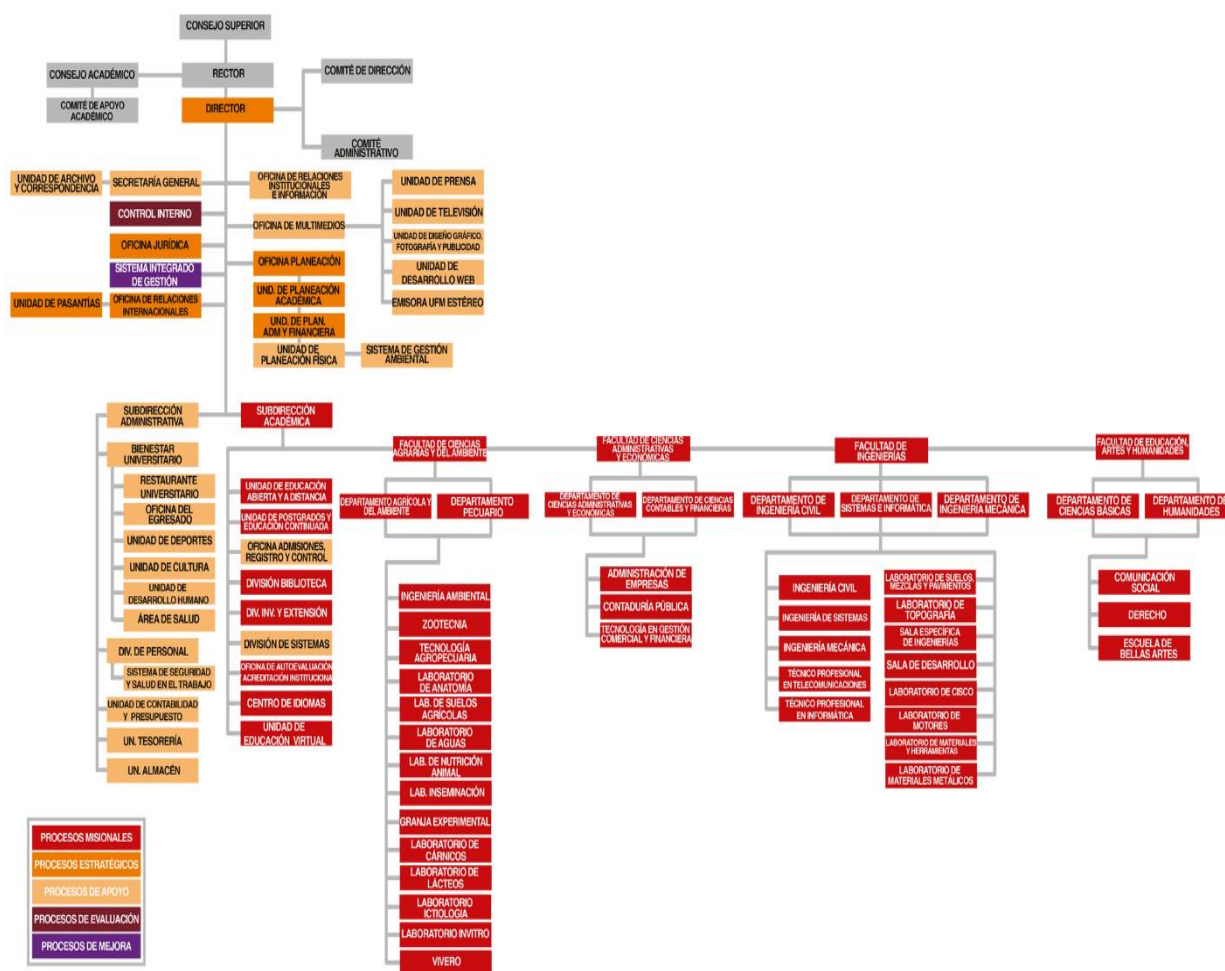 CONSEJO SUPERIOR
CONSEJO ACADÉMICO
RECTOR
COMITÉ DE DIRECCIÓN
COMITÉ DE APOYO
ACADÉMICO
DIRECTOR
COMITÉ
ADMINISTRATIVO
UNIDAD DE ARCHIVO
Y CORRESPONDENCIA
SECRETARÍA GENERAL
OFICINA DE RELACIONES
INSTITUCIONALES
E INFORMACIÓN
UNIDAD DE PRENSA
CONTROL INTERNO
OFICINA DE MULTIMEDIOS
UNIDAD DE TELEVISIÓN
OFICINA JURÍDICA
UNIDAD DE DISEÑO GRÁFICO,
FOTOGRAFÍA Y PUBLICIDAD
SISTEMA INTEGRADO
DE GESTIÓN
OFICINA PLANEACIÓN
UNIDAD DE
DESARROLLO WEB
UNIDAD DE PASANTÍAS
OFICINA DE RELACIONES
INTERNACIONALES
UND. DE PLANEACIÓN
ACADÉMICA
EMISORA UFM ESTÉREO
UND. DE PLAN.
ADM Y FINANCIERA
UNIDAD DE
PLANEACIÓN FÍSICA
SISTEMA DE GESTIÓN
AMBIENTAL
SUBDIRECCIÓN
ADMINISTRATIVA
SUBDIRECCIÓN
ACADÉMICA
BIENESTAR
UNIVERSITARIO
RESTAURANTE
UNIVERSITARIO
OFICINA DEL
EGRESADO
UNIDAD DE DEPORTES
UNIDAD DE CULTURA
UNIDAD DE
DESARROLLO HUMANO
ÁREA DE SALUD
DIV. DE PERSONAL
SISTEMA DE SEGURIDAD
Y SALUD EN EL TRABAJO
UNIDAD DE CONTABILIDAD
Y PRESUPUESTO
UN. TESORERÍA
UN. ALMACÉN
UNIDAD DE EDUCACIÓN
ABIERTA Y A DISTANCIA
UNIDAD DE POSTGRADOS Y
EDUCACIÓN CONTINUADA
OFICINA ADMISIONES,
REGISTRO Y CONTROL
DIVISIÓN BIBLIOTECA
DIV. INV. Y EXTENSIÓN
DIVISIÓN DE SISTEMAS
OFICINA DE AUTOEVALUACIÓN
ACREDITACIÓN INSTITUCIONA
CENTRO DE IDIOMAS
UNIDAD DE
EDUCACIÓN VIRTUAL
FACULTAD DE CIENCIAS
AGRARIAS Y DEL AMBIENTE
DEPARTAMENTO AGRÍCOLA Y
DEL AMBIENTE
DEPARTAMENTO
PECUARIO
INGENIERÍA AMBIENTAL
ZOOTECNIA
TECNOLOGÍA
AGROPECUARIA
LABORATORIO
DE ANATOMÍA
LAB. DE SUELOS
AGRÍCOLAS
LABORATORIO
DE AGUAS
LAB. DE NUTRICIÓN
ANIMAL
LAB. INSEMINACIÓN
GRANJA EXPERIMENTAL
LABORATORIO DE
CÁRNICOS
LABORATORIO DE
LÁCTEOS
LABORATORIO
ICTIOLOGIA
LABORATORIO INVITRO
VIVERO
FACULTAD DE CIENCIAS
ADMINISTRATIVAS
Y ECONÓMICAS
DEPARTAMENTO DE
CIENCIAS ADMINISTRATIVAS
Y ECONÓMICAS
DEPARTAMENTO DE CIENCIAS
CONTABLES Y FINANCIERAS
ADMINISTRACIÓN DE
EMPRESAS
CONTADURÍA PÚBLICA
TECNOLOGÍA EN GESTIÓN
COMERCIAL Y FINANCIERA
FACULTAD DE
INGENIERÍAS
DEPARTAMENTO DE
INGENIERÍA CIVIL
DEPARTAMENTO DE
SISTEMAS E INFORMÁTICA
DEPARTAMENTO DE
INGENIERÍA MECÁNICA
INGENIERÍA CIVIL
INGENIERÍA DE SISTEMAS
INGENIERÍA MECÁNICA
TÉCNICO PROFESIONAL
EN TELECOMUNICACIONES
TÉCNICO PROFESIONAL
EN INFORMÁTICA
LABORATORIO DE SUELOS,
MEZCLAS Y PAVIMENTOS
LABORATORIO DE
TOPOGRAFÍA
SALA ESPECÍFICA
DE INGENIERÍAS
SALA DE DESARROLLO
LABORATORIO DE CISCO
LABORATORIO DE
MOTORES
LABORATORIO DE MATERIALES
Y HERRAMIENTAS
LABORATORIO DE
MATERIALES METÁLICOS
FACULTAD DE EDUCACIÓN,
ARTES Y HUMANIDADES
DEPARTAMENTO DE
CIENCIAS BÁSICAS
DEPARTAMENTO DE
HUMANIDADES
COMUNICACIÓN
SOCIAL
DERECHO
ESCUELA DE
BELLAS ARTES
PROCESOS MISIONALES
PROCESOS ESTRATÉGICOS
PROCESOS DE APOYO
PROCESOS DE EVALUACIÓN
PROCESOS DE MEJORA